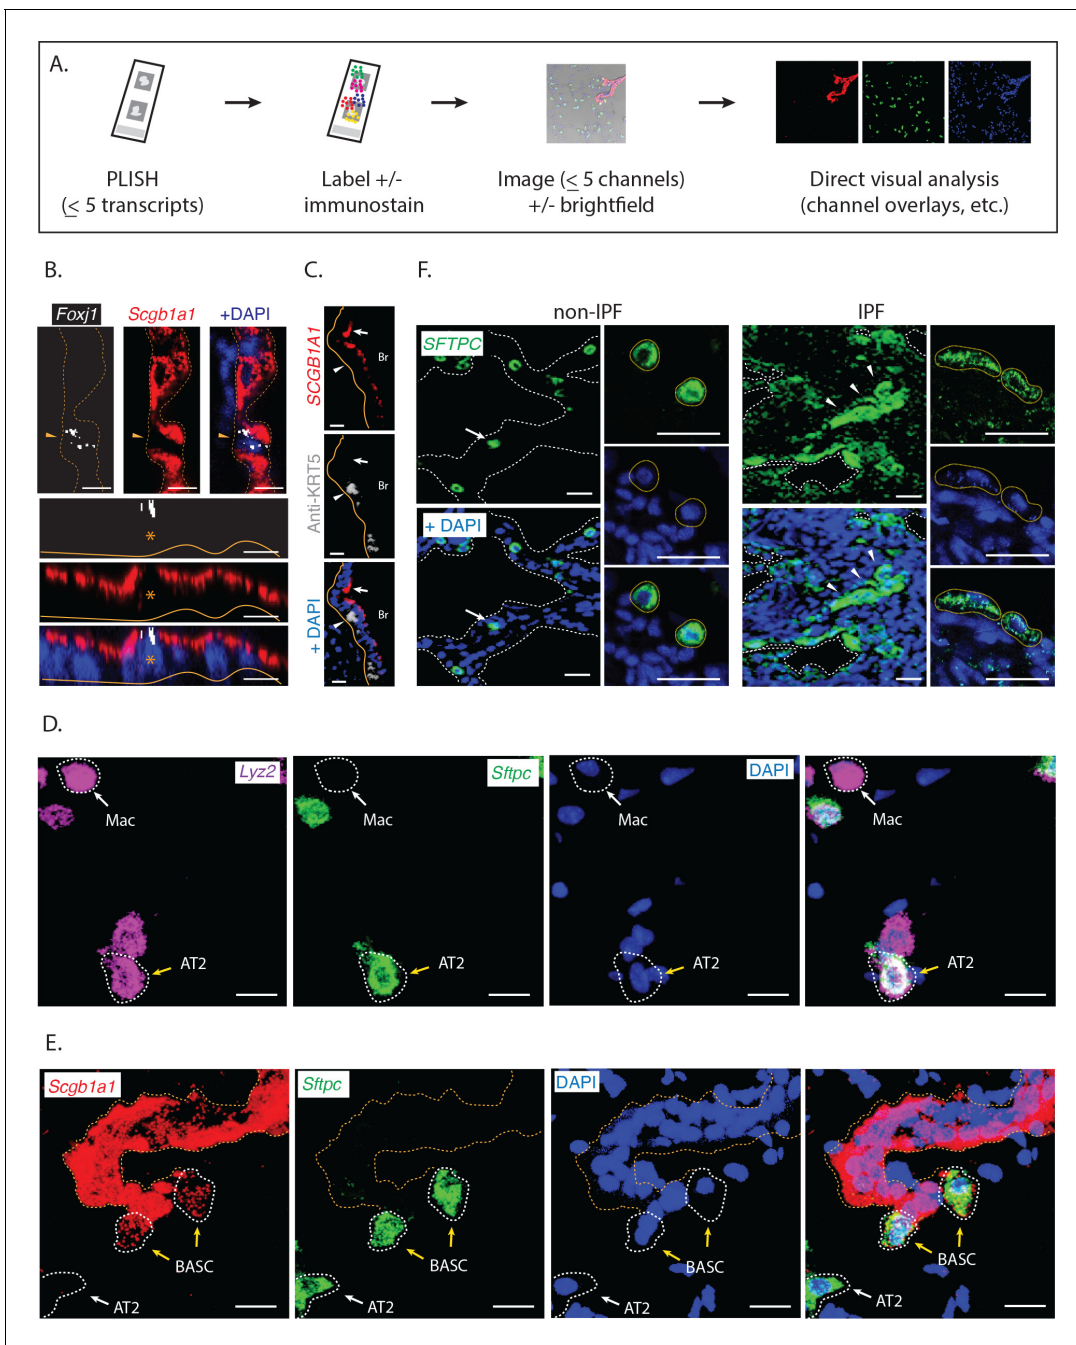 A.
PLISH
(≤ 5 transcripts)
Label +/-
immunostain
Image (≤ 5 channels)
+/- brightfield
Direct visual analysis
(channel overlays, etc.)
B.
Foxj1
Scgb1a1
+DAPI
*
*
*
C.
SCGB1A1
Br
Anti-KRT5
Br
+ DAPI
Br
F.
non-IPF
IPF
SFTPC
+ DAPI
D.
Lyz2
Mac
AT2
Sftpc
Mac
AT2
DAPI
Mac
AT2
Mac
AT2
E.
Scgb1a1
BASC
AT2
Sftpc
BASC
AT2
DAPI
BASC
AT2
BASC
AT2